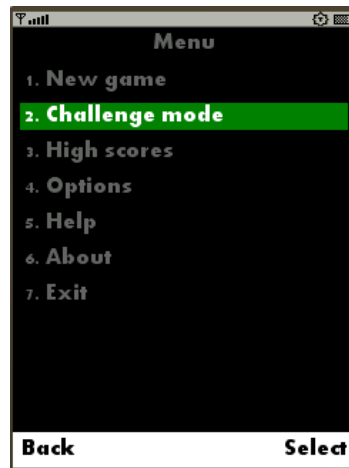 Menu
1. New game
2. Challenge mode
3. High scores
4. Options
5. Help
6. About
7. Exit
Back Select